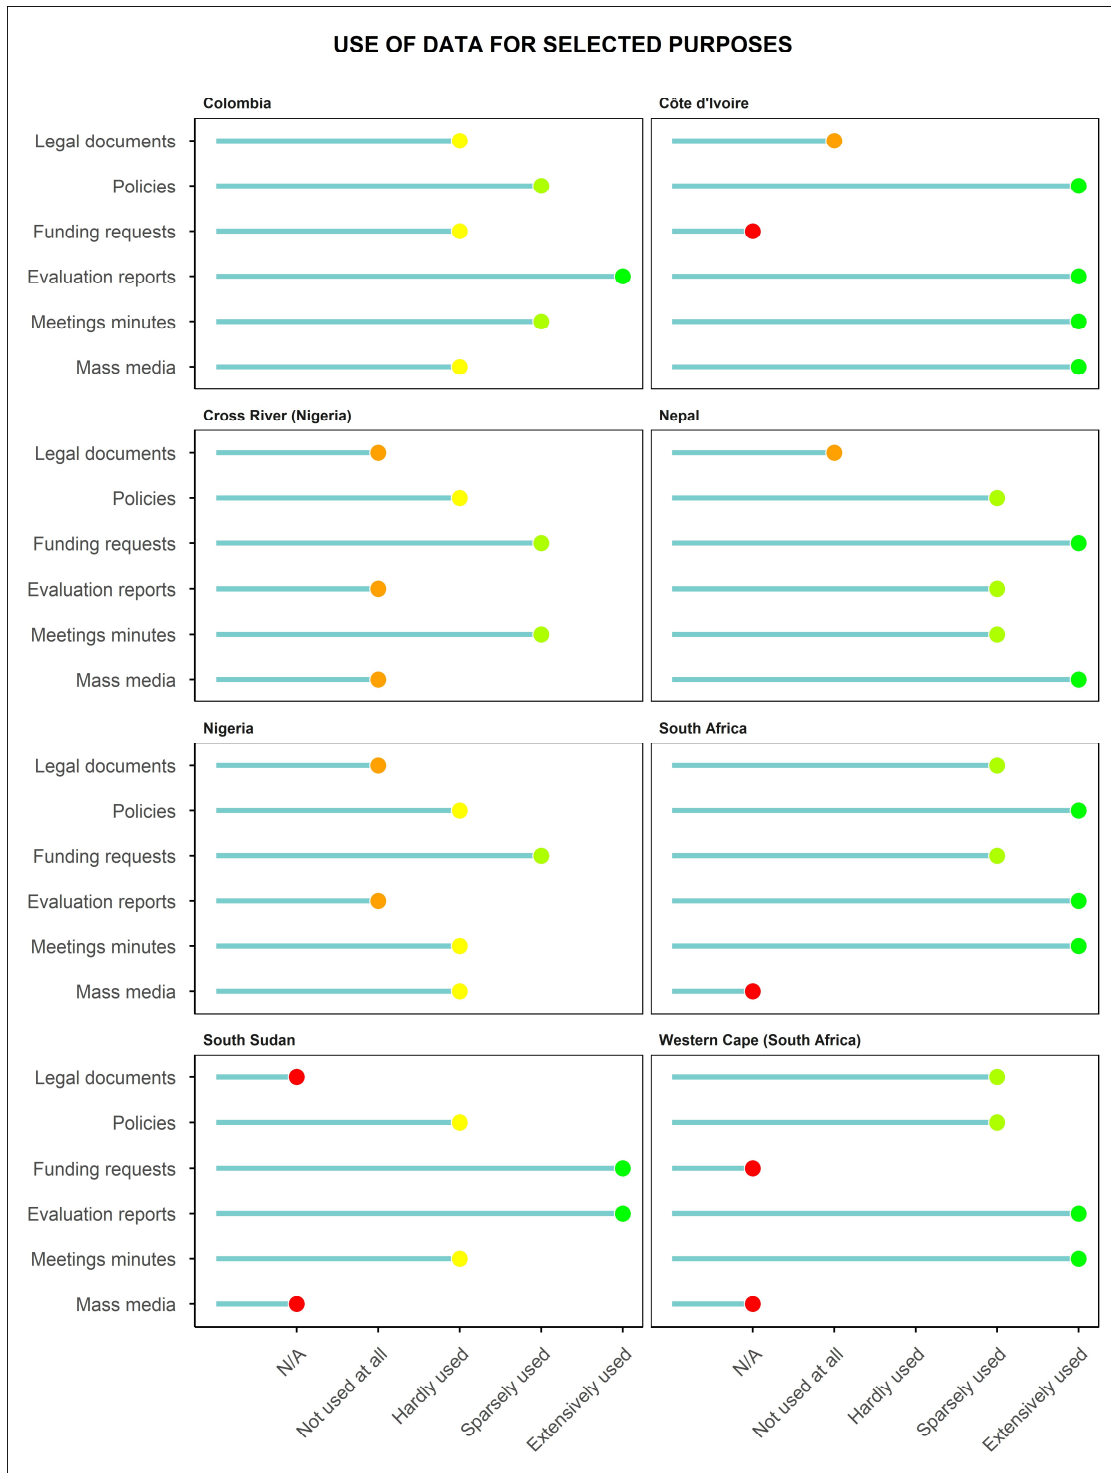 USE OF DATA FOR SELECTED PURPOSES
Colombia
Côte d'Ivoire
Legal documents
Policies
Funding requests
Evaluation reports
Meetings minutes
Mass media
Cross River (Nigeria)
Nepal
Legal documents
Policies
Funding requests
Evaluation reports
Meetings minutes
Mass media
Nigeria
South Africa
Legal documents
Policies
Funding requests
Evaluation reports
Meetings minutes
Mass media
South Sudan
Western Cape (South Africa)
Legal documents
Policies
Funding requests
Evaluation reports
Meetings minutes
Mass media
N/A
Not used at all
Hardly used
Sparsely used
Extensively used
N/A
Not used at all
Hardly used
Sparsely used
Extensively used